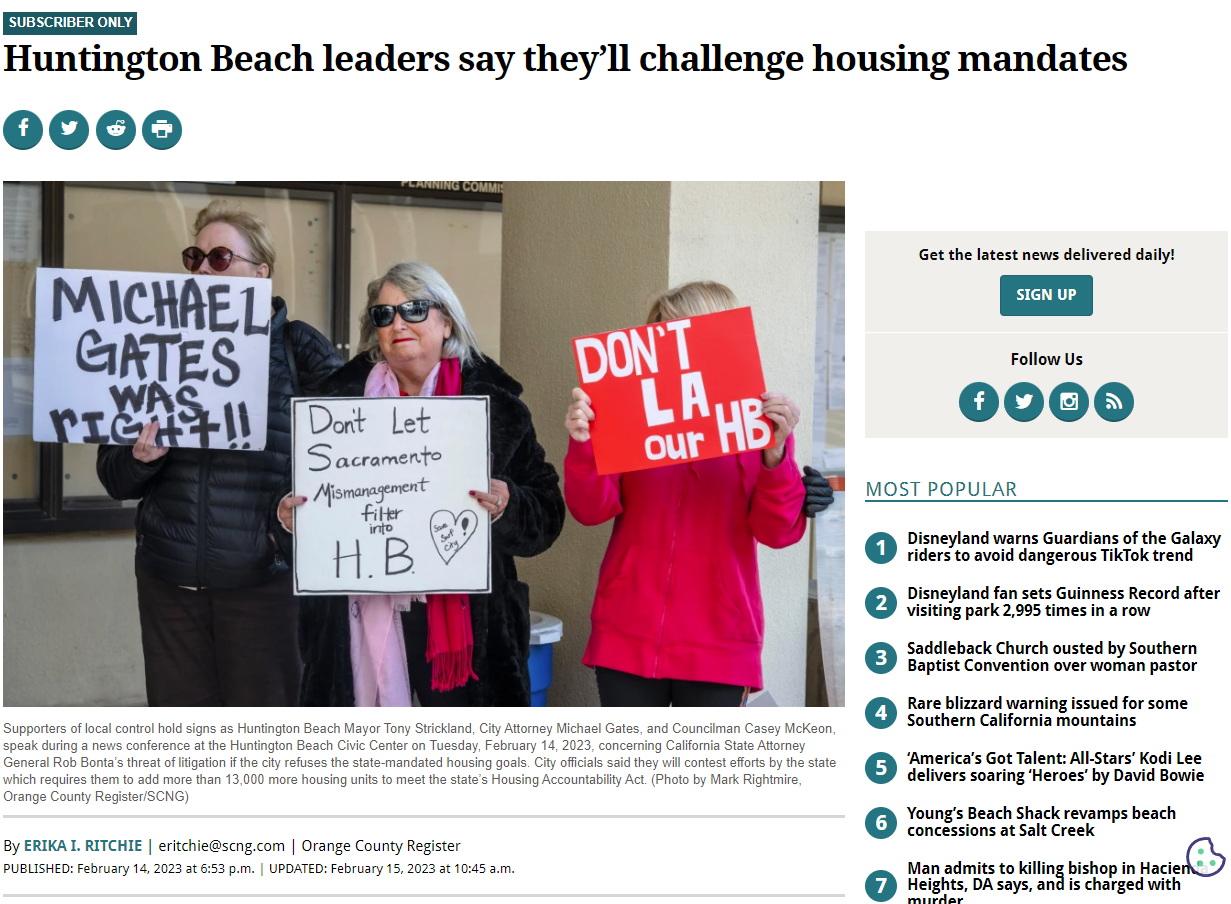 SUBSCRIBER ONLY
Huntington Beach leaders say they’ll challenge housing mandates
PLANNING
MICHAEL
GATES
WAS
RIGHT!!
Don't Let
Sacramento
Mismanagement
filter
into
H.B.
Save
Surf
City
!
DON'T
LA
our HB
Supporters of local control hold signs as Huntington Beach Mayor Tony Strickland, City Attorney Michael Gates, and Councilman Casey McKeon,
speak during a news conference at the Huntington Beach Civic Center on Tuesday, February 14, 2023, concerning California State Attorney
General Rob Bonta’s threat of litigation if the city refuses the state-mandated housing goals. City officials said they will contest efforts by the state
which requires them to add more than 13,000 more housing units to meet the state’s Housing Accountability Act. (Photo by Mark Rightmire,
Orange County Register/SCNG)
By ERIKA I. RITCHIE | eritchie@scng.com | Orange County Register
PUBLISHED: February 14, 2023 at 6:53 p.m. | UPDATED: February 15, 2023 at 10:45 a.m.
Get the latest news delivered daily!
SIGN UP
Follow Us
MOST POPULAR
1 Disneyland warns Guardians of the Galaxy
riders to avoid dangerous TikTok trend
2 Disneyland fan sets Guinness Record after
visiting park 2,995 times in a row
3 Saddleback Church ousted by Southern
Baptist Convention over woman pastor
4 Rare blizzard warning issued for some
Southern California mountains
5 ‘America’s Got Talent: All-Stars’ Kodi Lee
delivers soaring ‘Heroes’ by David Bowie
6 Young’s Beach Shack revamps beach
concessions at Salt Creek
7 Man admits to killing bishop in Hacien
Heights, DA says, and is charged with
murder